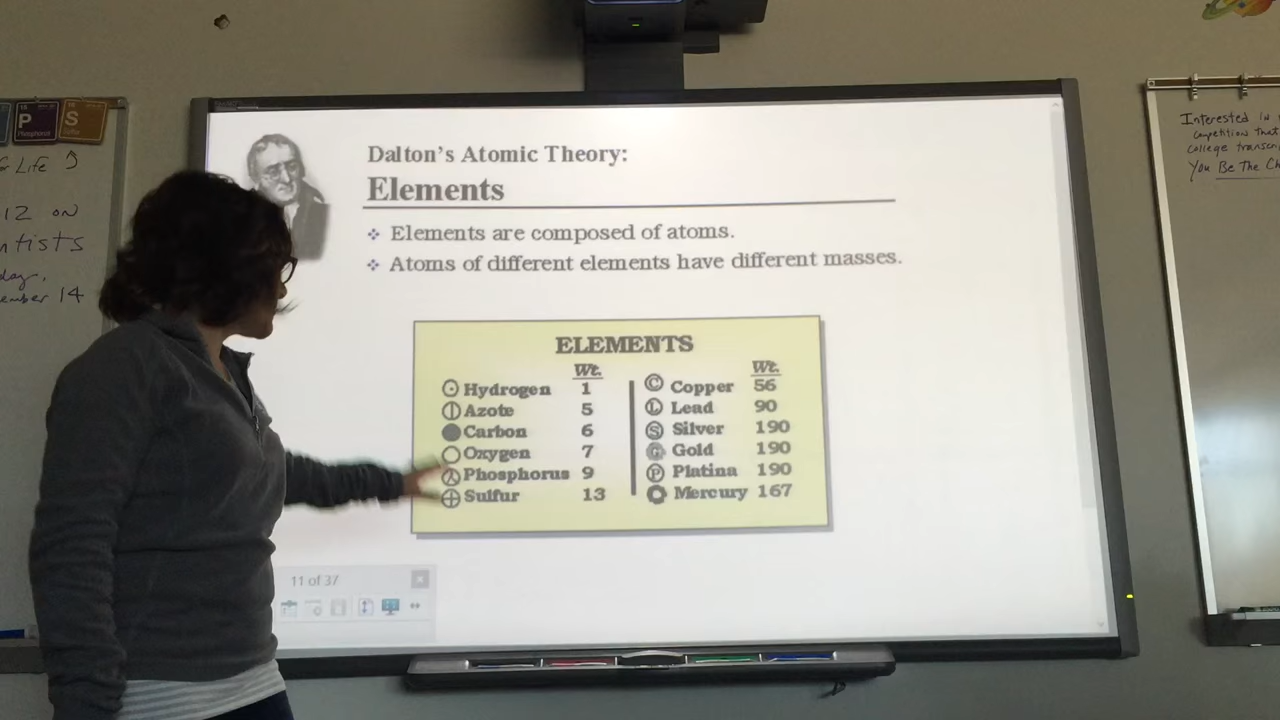 P
Phosphorus
S
Sulfur
for Life
12 on
ntists
day,
ember 14
Dalton's Atomic Theory:
Elements
❖ Elements are composed of atoms.
❖ Atoms of different elements have different masses.
ELEMENTS
Wt.
Hydrogen 1
Azote 5
Carbon 6
Oxygen 7
Phosphorus 9
Sulfur 13
Wt.
C Copper 56
L Lead 90
S Silver 190
G Gold 190
P Platina 190
Mercury 167
11 of 37
Interested in
competition that
college transc
You Be The Ch